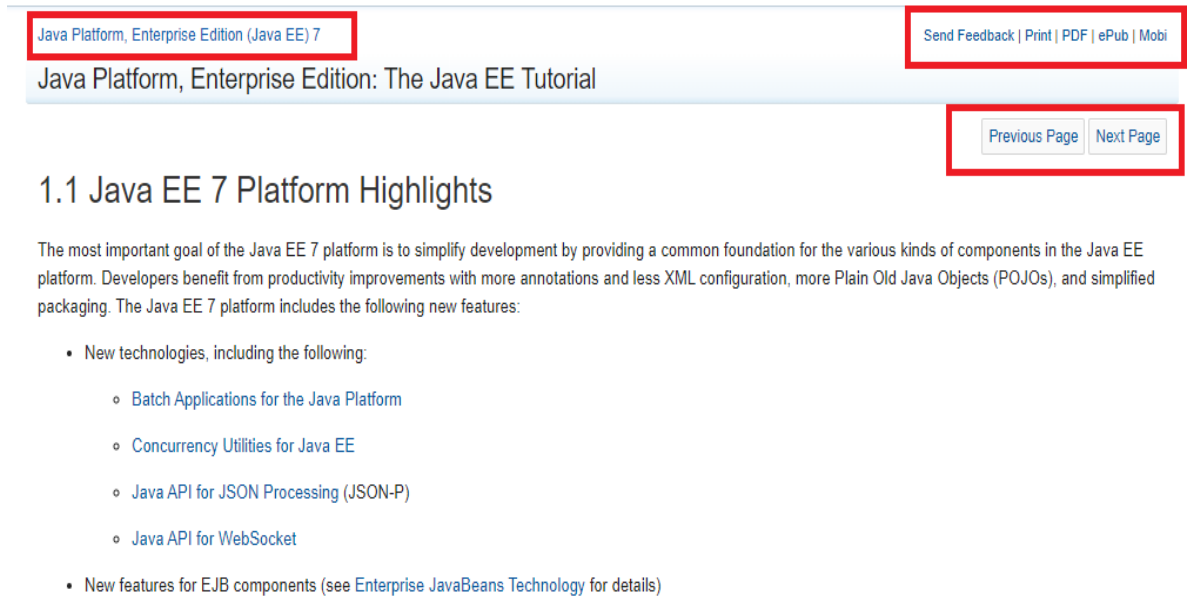 Java Platform, Enterprise Edition (Java EE) 7
Send Feedback | Print | PDF | ePub | Mobi
Java Platform, Enterprise Edition: The Java EE Tutorial
Previous Page Next Page
1.1 Java EE 7 Platform Highlights
The most important goal of the Java EE 7 platform is to simplify development by providing a common foundation for the various kinds of components in the Java EE
platform. Developers benefit from productivity improvements with more annotations and less XML configuration, more Plain Old Java Objects (POJOs), and simplified
packaging. The Java EE 7 platform includes the following new features:
• New technologies, including the following:
◦ Batch Applications for the Java Platform
◦ Concurrency Utilities for Java EE
◦ Java API for JSON Processing (JSON-P)
◦ Java API for WebSocket
• New features for EJB components (see Enterprise JavaBeans Technology for details)